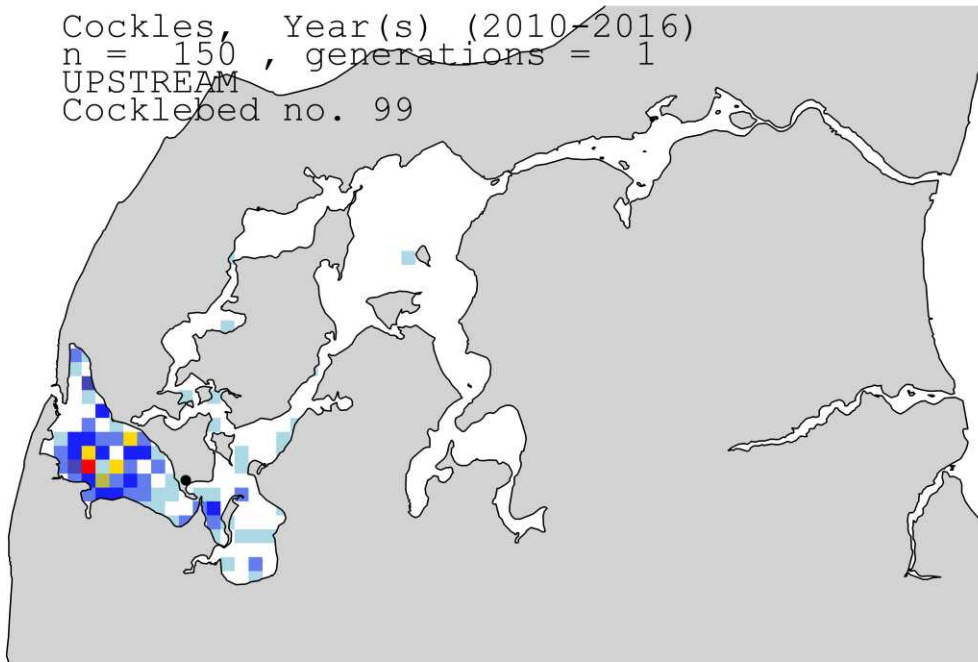 Cockles, Year(s) (2010-2016)
n = 150 , generations = 1
UPSTREAM
Cocklebed no. 99